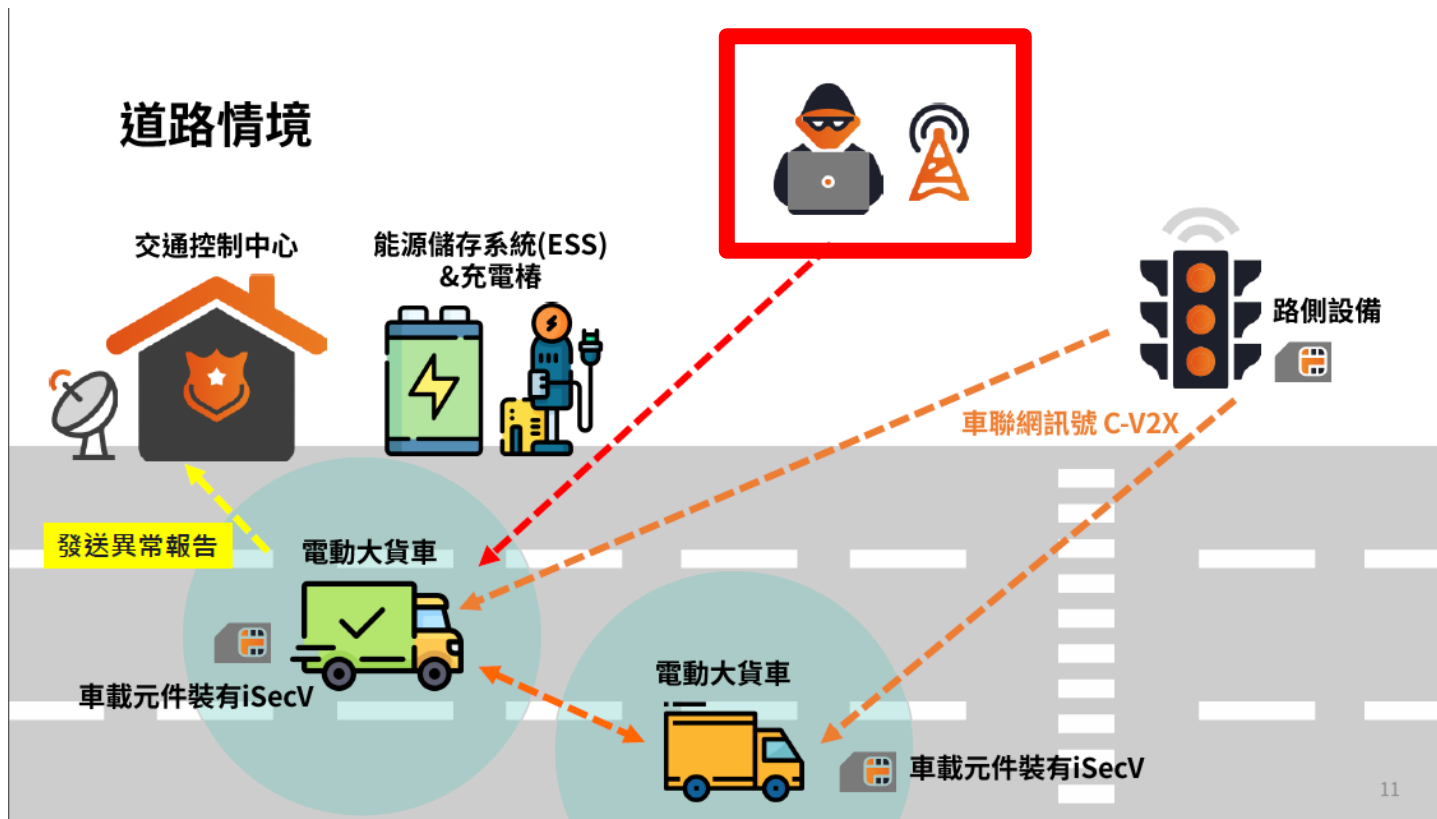 道路情境
交通控制中心
能源儲存系統(ESS)
&充電樁
路側設備
車聯網訊號 C-V2X
發送異常報告
電動大貨車
車載元件裝有iSecV
電動大貨車
車載元件裝有iSecV
11